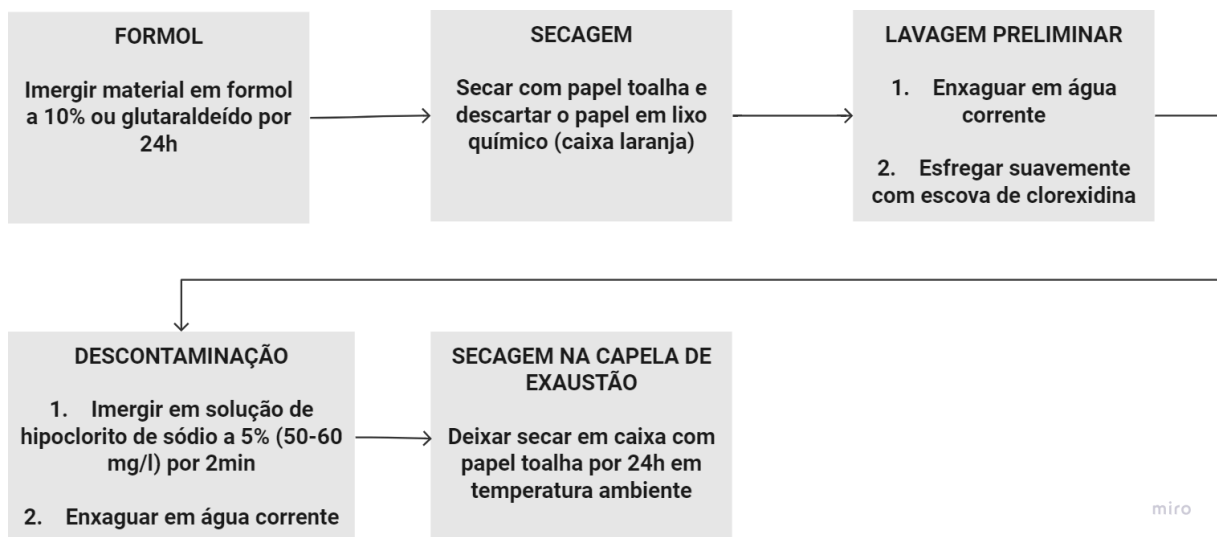 FORMOL
Imergir material em formol
a 10% ou glutaraldeído por
24h
SECAGEM
Secar com papel toalha e
descartar o papel em lixo
químico (caixa laranja)
LAVAGEM PRELIMINAR
1. Enxaguar em água
corrente
2. Esfregar suavemente
com escova de clorexidina
DESCONTAMINAÇÃO
1. Imergir em solução de
hipoclorito de sódio a 5% (50-60
mg/l) por 2min
2. Enxaguar em água corrente
SECAGEM NA CAPELA DE
EXAUSTÃO
Deixar secar em caixa com
papel toalha por 24h em
temperatura ambiente
miro